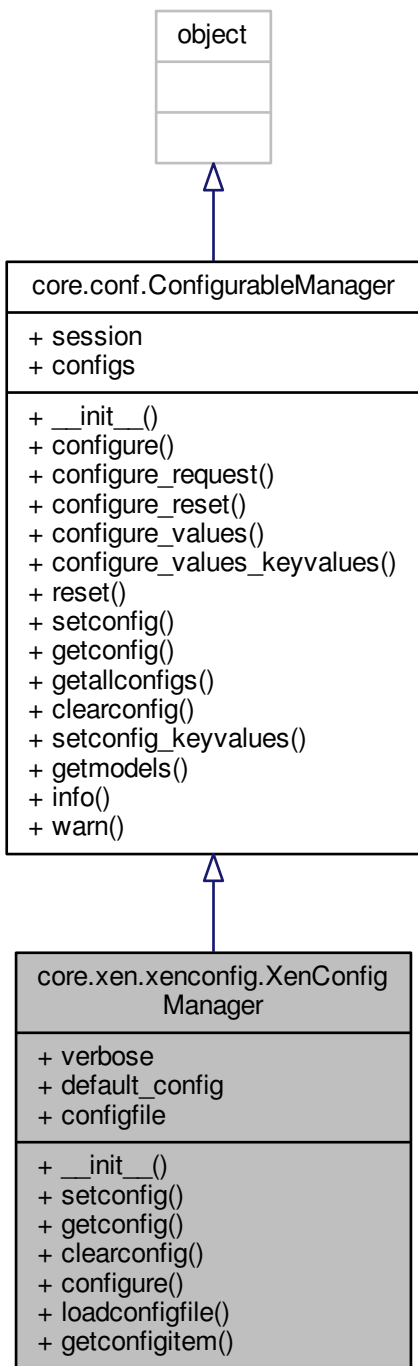 object
core.conf.ConfigurableManager
+ session
+ configs
+ __init__()
+ configure()
+ configure_request()
+ configure_reset()
+ configure_values()
+ configure_values_keyvalues()
+ reset()
+ setconfig()
+ getconfig()
+ getallconfigs()
+ clearconfig()
+ setconfig_keyvalues()
+ getmodels()
+ info()
+ warn()
core.xen.xenconfig.XenConfig
Manager
+ verbose
+ default_config
+ configfile
+ __init__()
+ setconfig()
+ getconfig()
+ clearconfig()
+ configure()
+ loadconfigfile()
+ getconfigitem()